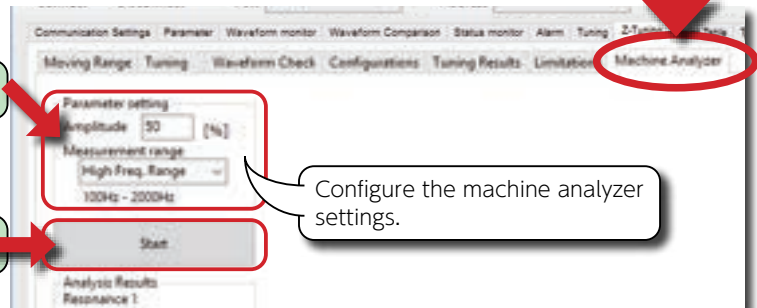 Communication Settings Parameter Waveform monitor Waveform Comparison Status monitor Alarm Tuning Z-Tuning
Moving Range Tuning Waveform Check Configurations Tuning Results Limitation Machine Analyzer
Parameter setting
Amplitude 50 [%]
Measurement range
High Freq. Range
100Hz - 2000Hz
Configure the machine analyzer
settings.
Start
Analysis Results
Resonance 1